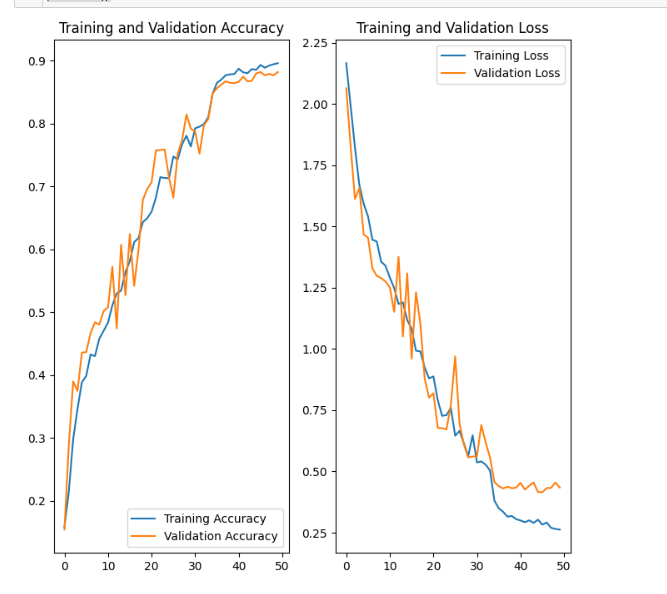 Training and Validation Accuracy
0.9
0.8
0.7
0.6
0.5
0.4
0.3
0.2
Training Accuracy
Validation Accuracy
0 10 20 30 40 50
Training and Validation Loss
2.25
2.00
1.75
1.50
1.25
1.00
0.75
0.50
0.25
Training Loss
Validation Loss
0 10 20 30 40 50